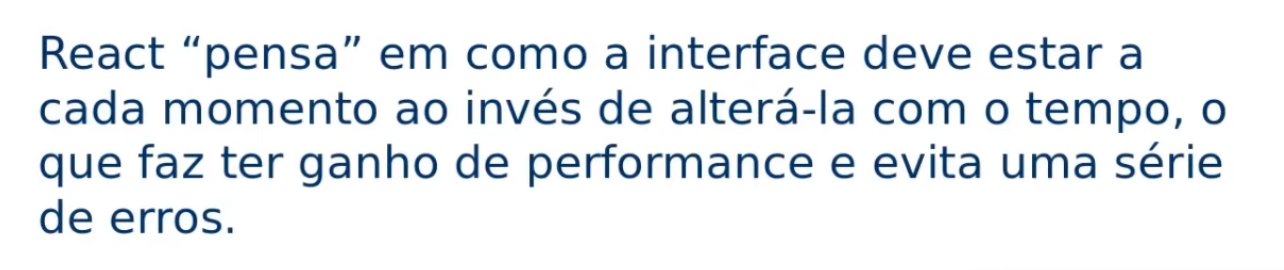 React “pensa” em como a interface deve estar a
cada momento ao invés de alterá-la com o tempo, o
que faz ter ganho de performance e evita uma série
de erros.